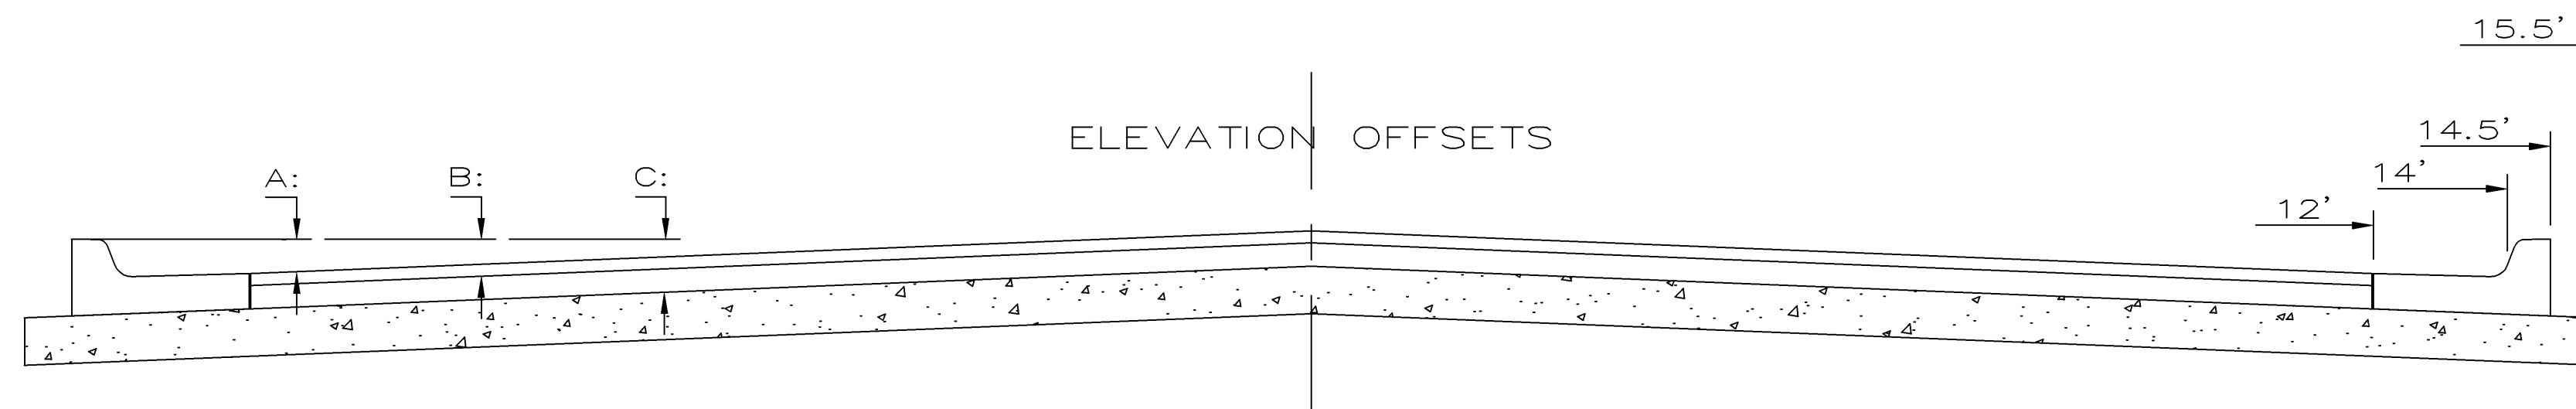 15.5’
ELEVATION OFFSETS
14.5’
A:
B:
C:
14’
12’